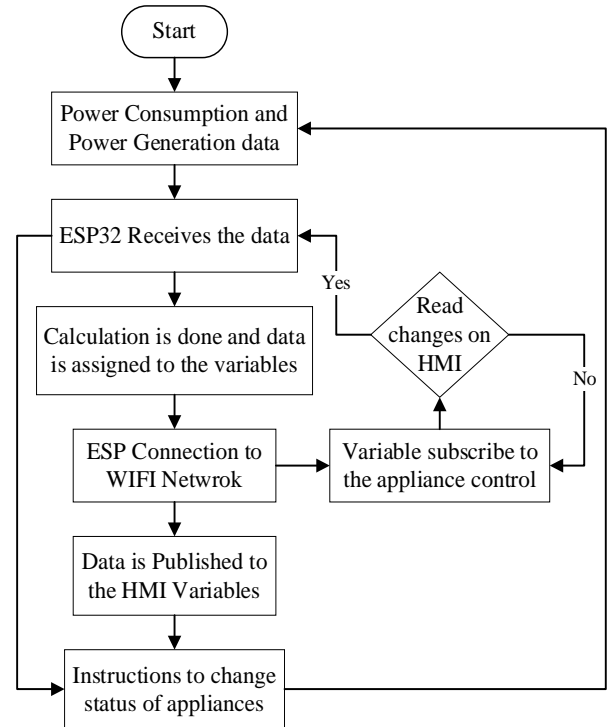 Start
Power Consumption and
Power Generation data
ESP32 Receives the data
Yes
Read
changes on
HMI
Calculation is done and data
is assigned to the variables
No
ESP Connection to
WIFI Netwrok
Variable subscribe to
the appliance control
Data is Published to
the HMI Variables
Instructions to change
status of appliances